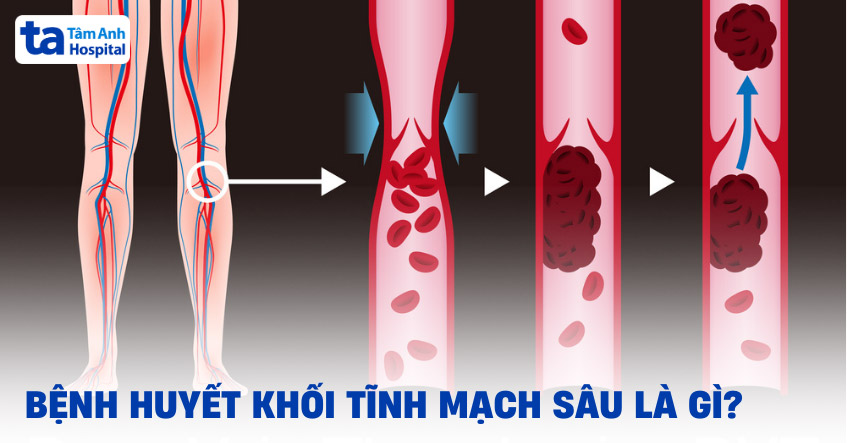 ta Tâm Anh
Hospital
BỆNH HUYẾT KHỐI TĨNH MẠCH SÂU LÀ GÌ?